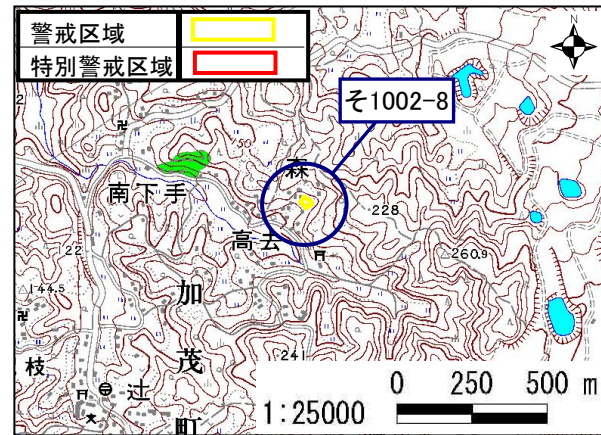 警戒区域
特別警戒区域
N
そ1002-8
森
南下手
228
高去
260.9
22
加
144.5
茂
241
枝
辻
町
0 250 500 m
1:25000